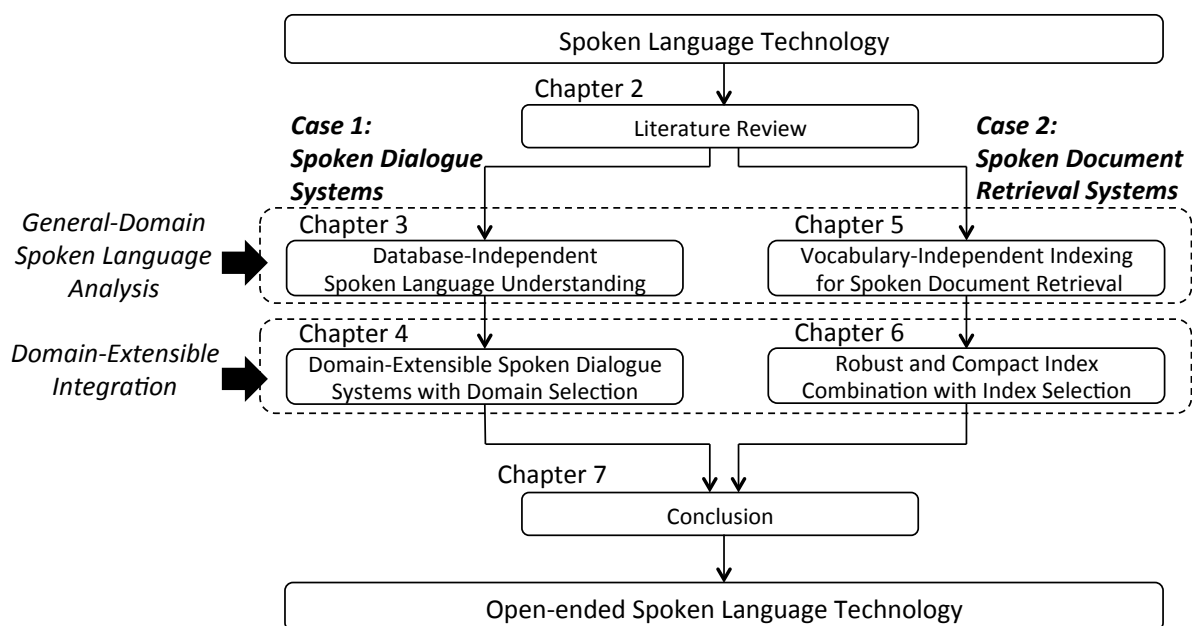 Spoken Language Technology
Chapter 2
Literature Review
Case 1:
Spoken Dialogue
Systems
Case 2:
Spoken Document
Retrieval Systems
General-Domain
Spoken Language
Analysis
Chapter 3
Database-Independent
Spoken Language Understanding
Chapter 5
Vocabulary-Independent Indexing
for Spoken Document Retrieval
Domain-Extensible
Integration
Chapter 4
Domain-Extensible Spoken Dialogue
Systems with Domain Selection
Chapter 6
Robust and Compact Index
Combination with Index Selection
Chapter 7
Conclusion
Open-ended Spoken Language Technology